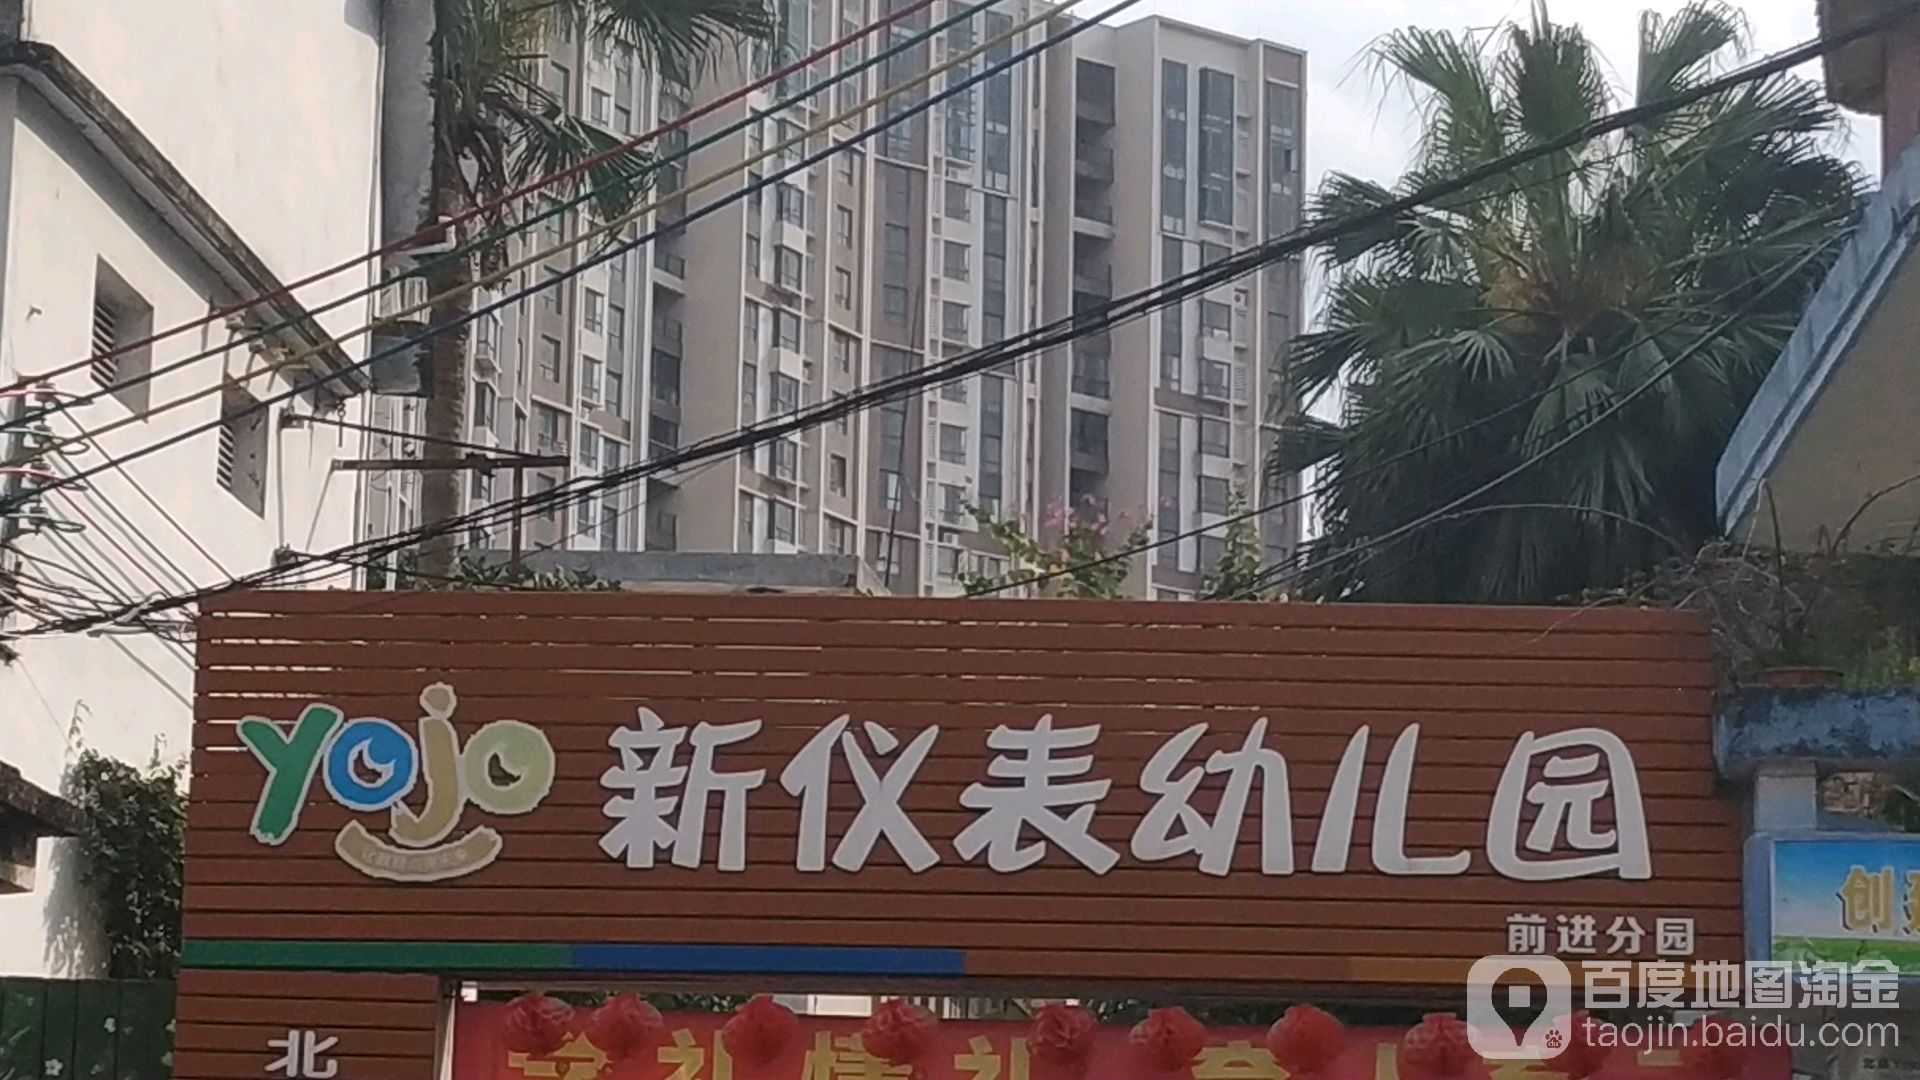 yojo 新仪表幼儿园
前进分园
创
北
百度地图淘金
taojin.baidu.com